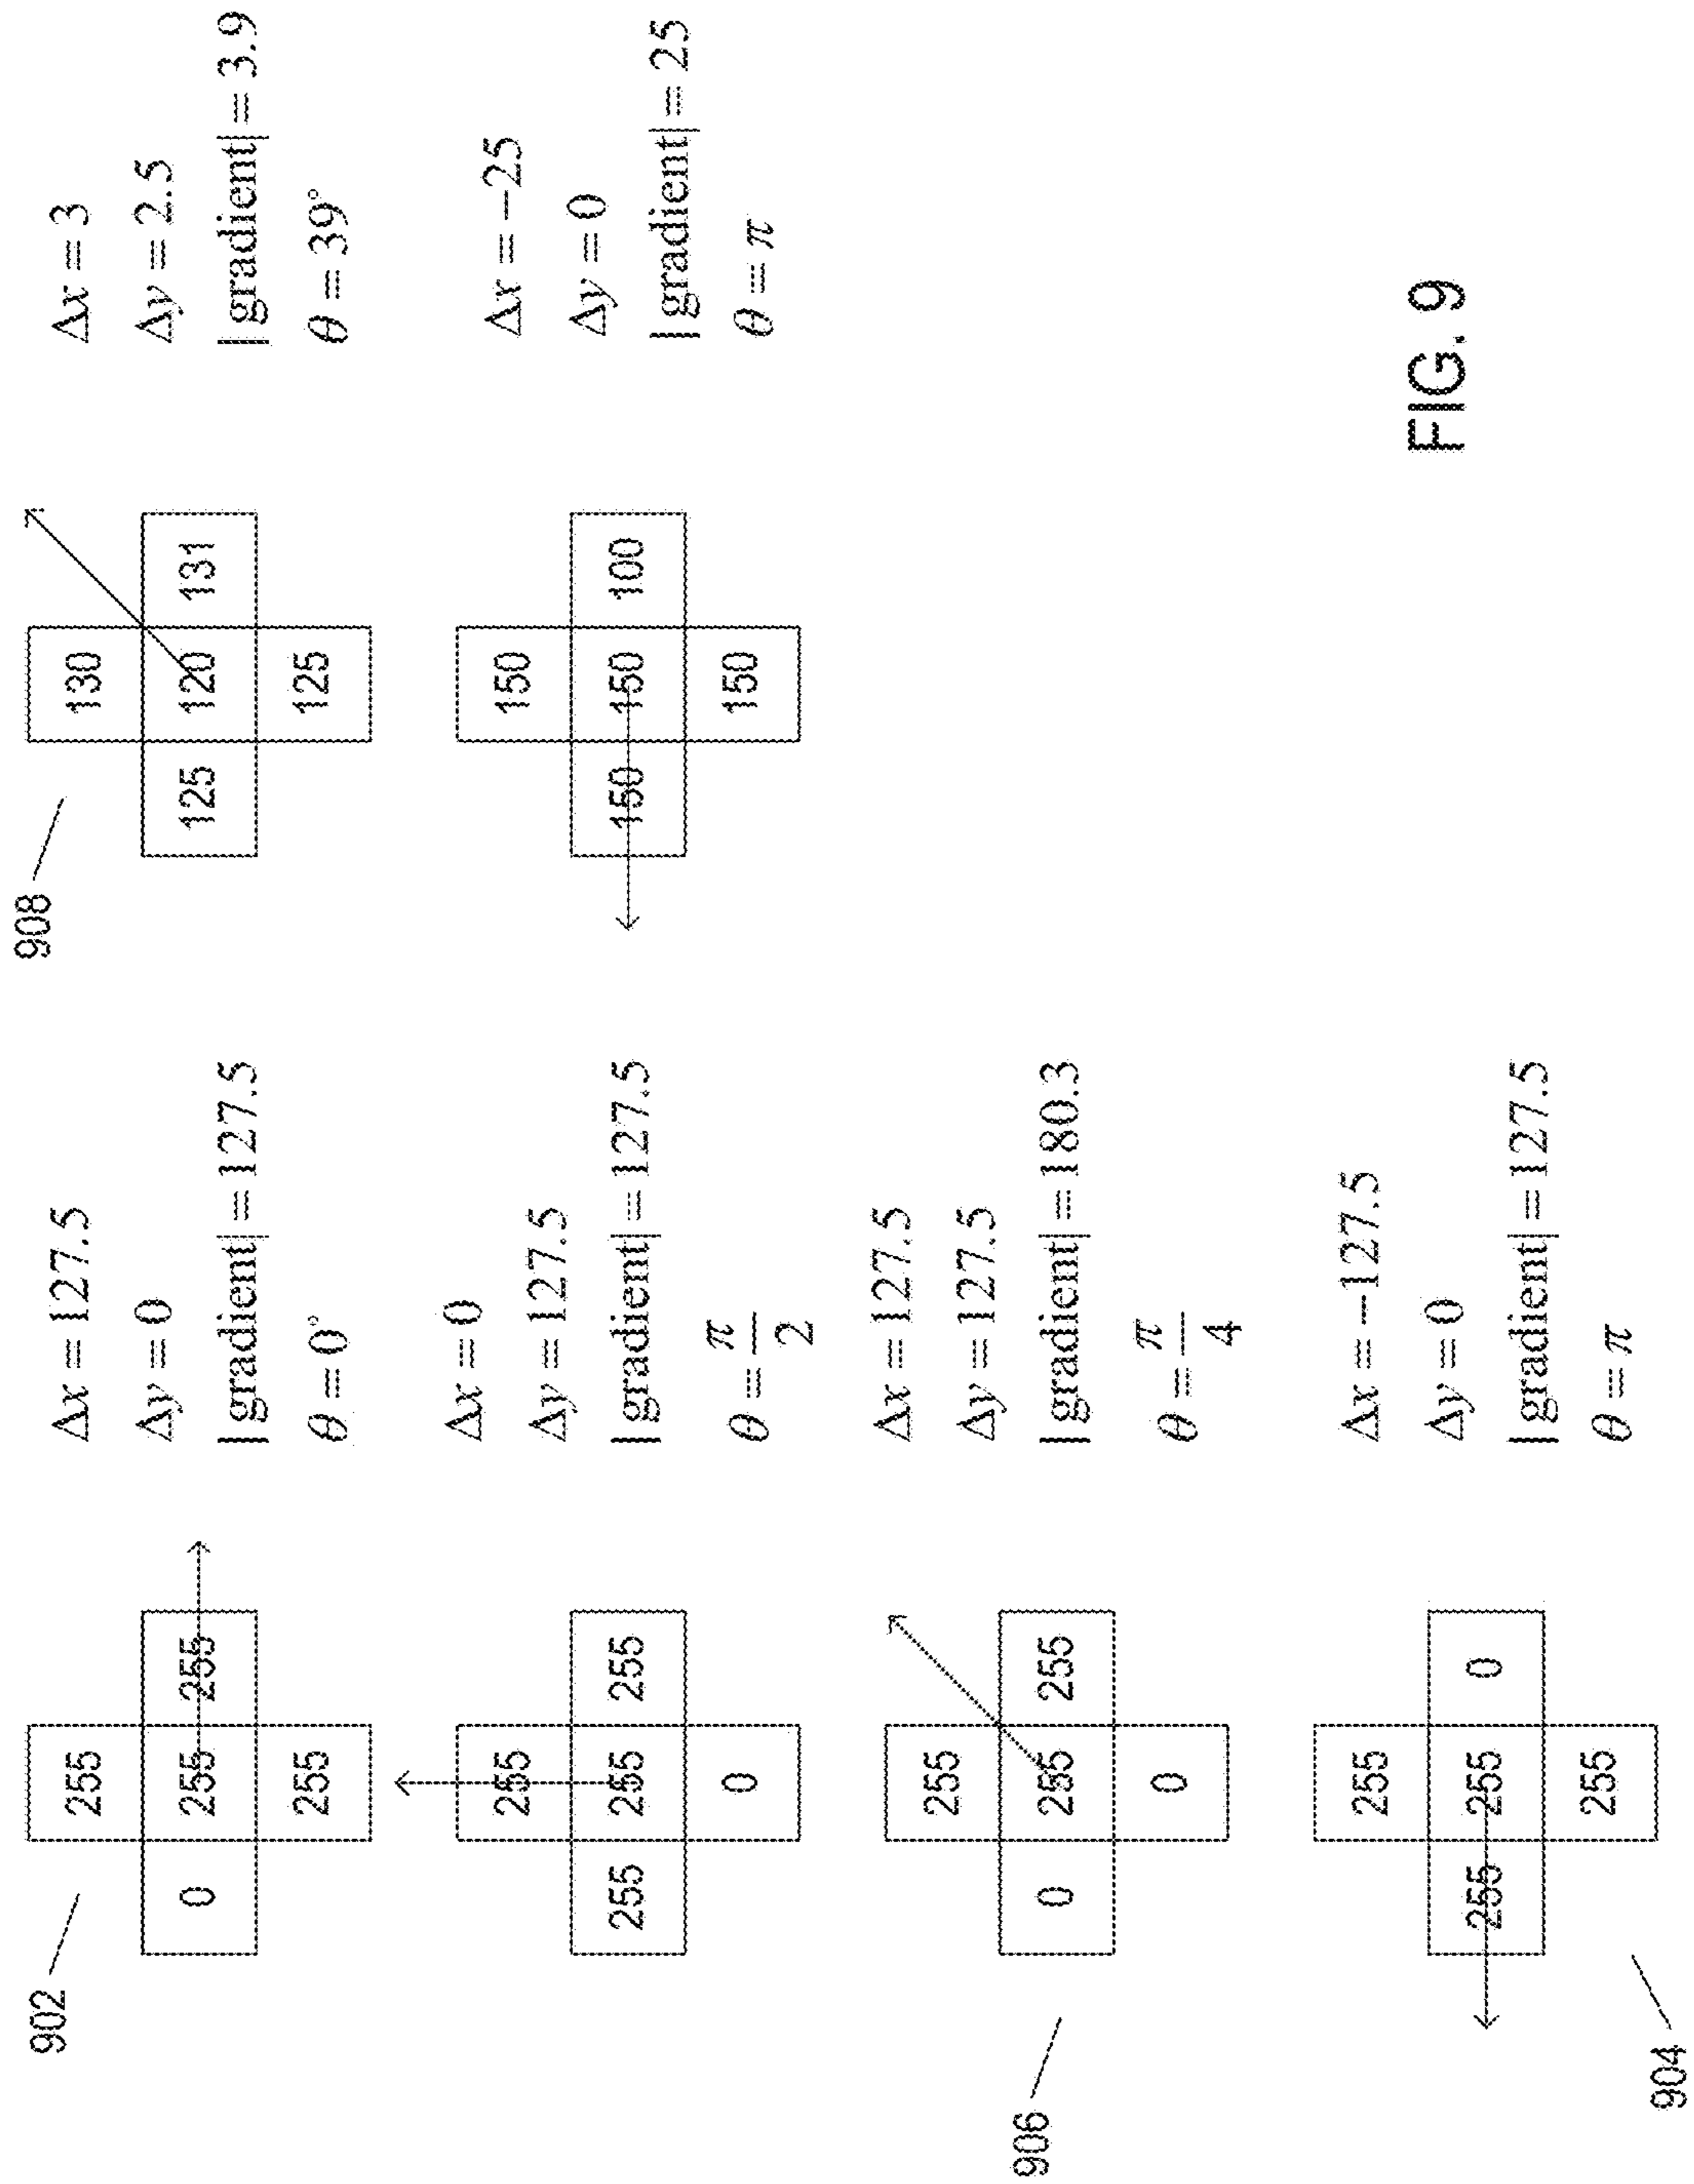 902
255
0 255 255
255
Δx = 127.5
Δy = 0
| gradient| = 127.5
θ = 0°
255
255 255 255
0
Δx = 0
Δy = 127.5
| gradient| = 127.5
θ = π/2
906
255
0 255 255
0
Δx = 127.5
Δy = 127.5
| gradient| = 180.3
θ = π/4
904
255
255 255 0
255
Δx = −127.5
Δy = 0
| gradient| = 127.5
θ = π
908
130
125 120 131
125
Δx = 3
Δy = 2.5
| gradient| = 3.9
θ = 39°
150
150 150 100
150
Δx = −25
Δy = 0
| gradient| = 25
θ = π
FIG. 9